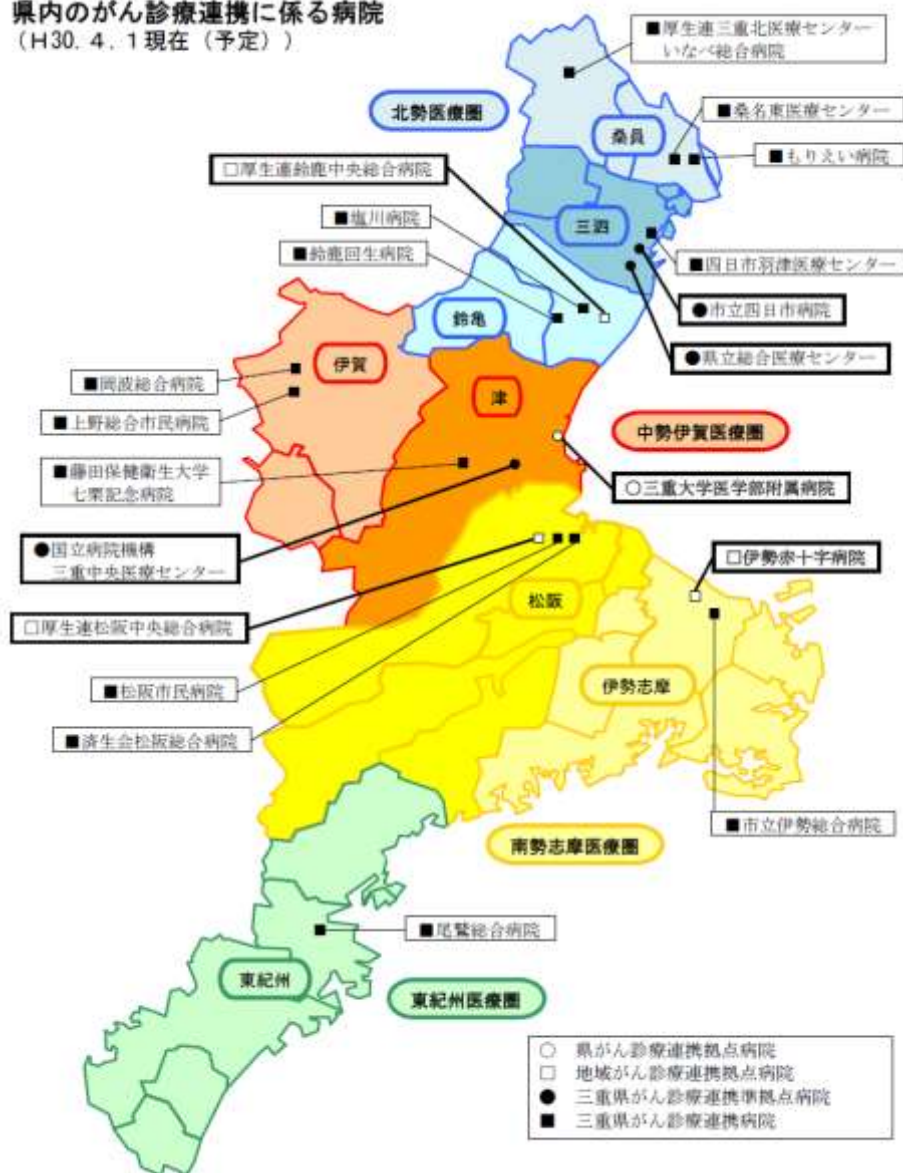 県内のがん診療連携に係る病院
（H30.４.１現在（予定））
■厚生連三重北医療センター
いなべ総合病院
北勢医療圏
■桑名東医療センター
桑員
■もりえい病院
□厚生連鈴鹿中央総合病院
■塩川病院
三泗
■鈴鹿回生病院
■四日市羽津医療センター
●市立四日市病院
鈴亀
●県立総合医療センター
伊賀
■岡波総合病院
津
■上野総合市民病院
中勢伊賀医療圏
■藤田保健衛生大学
七栗記念病院
○三重大学医学部附属病院
●国立病院機構
三重中央医療センター
□伊勢赤十字病院
松阪
□厚生連松阪中央総合病院
■松阪市民病院
伊勢志摩
■済生会松阪総合病院
■市立伊勢総合病院
南勢志摩医療圏
■尾鷲総合病院
東紀州
東紀州医療圏
○ 県がん診療連携拠点病院
□ 地域がん診療連携拠点病院
● 三重県がん診療連携準拠点病院
■ 三重県がん診療連携病院